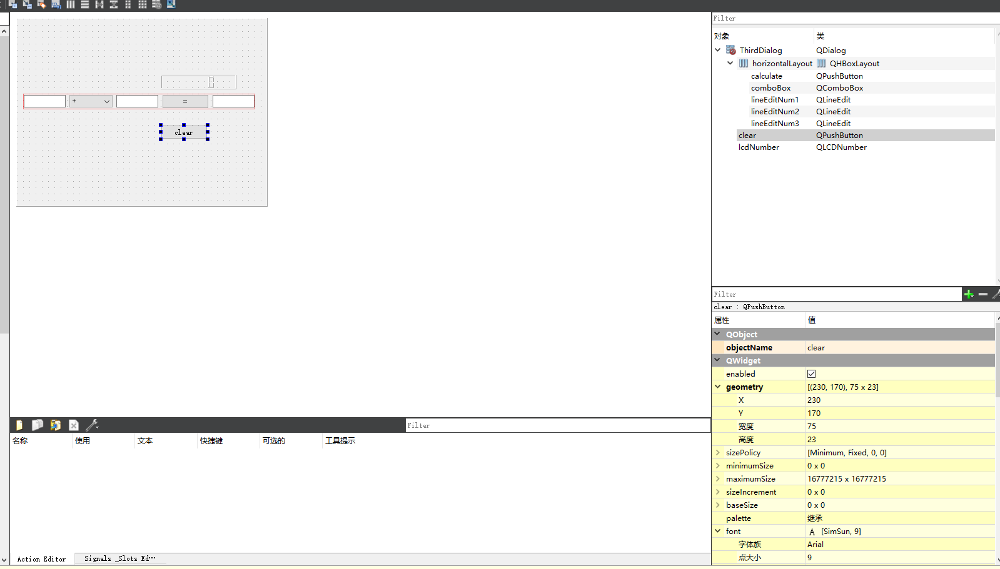 Filter
对象 类
ThirdDialog QDialog
horizontalLayout QHBoxLayout
calculate QPushButton
comboBox QComboBox
lineEditNum1 QLineEdit
lineEditNum2 QLineEdit
lineEditNum3 QLineEdit
clear QPushButton
lcdNumber QLCDNumber
0
+ =
clear
Filter
clear : QPushButton
属性 值
QObject
objectName clear
QWidget
enabled
geometry [(230, 170), 75 x 23]
X 230
Y 170
宽度 75
高度 23
sizePolicy [Minimum, Fixed, 0, 0]
minimumSize 0 x 0
maximumSize 16777215 x 16777215
sizeIncrement 0 x 0
baseSize 0 x 0
palette 继承
font A [SimSun, 9]
字体族 Arial
点大小 9
Filter
名称 使用 文本 快捷键 可选的 工具提示
Action Editor Signals _Slots Ed…